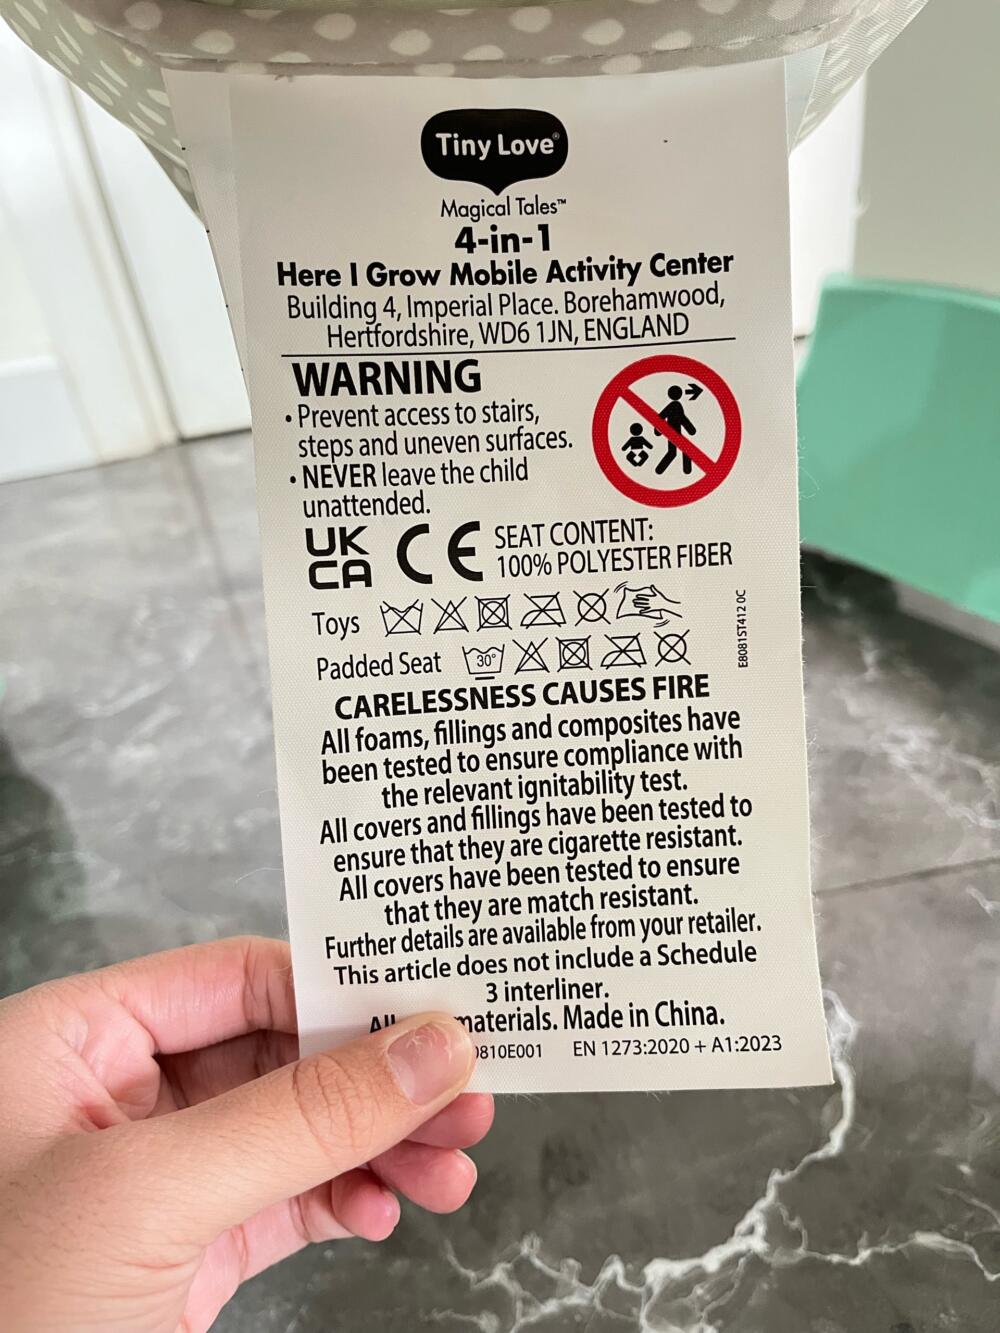 Tiny Love®
Magical Tales™
4-in-1
Here I Grow Mobile Activity Center
Building 4, Imperial Place. Borehamwood,
Hertfordshire, WD6 1JN, ENGLAND
WARNING
• Prevent access to stairs,
steps and uneven surfaces.
• NEVER leave the child
unattended.
UK
CA
CE
SEAT CONTENT:
100% POLYESTER FIBER
Toys
Padded Seat 30°
E8081ST412 0C
CARELESSNESS CAUSES FIRE
All foams, fillings and composites have
been tested to ensure compliance with
the relevant ignitability test.
All covers and fillings have been tested to
ensure that they are cigarette resistant.
All covers have been tested to ensure
that they are match resistant.
Further details are available from your retailer.
This article does not include a Schedule
3 interliner.
All materials. Made in China.
0810E001 EN 1273:2020 + A1:2023